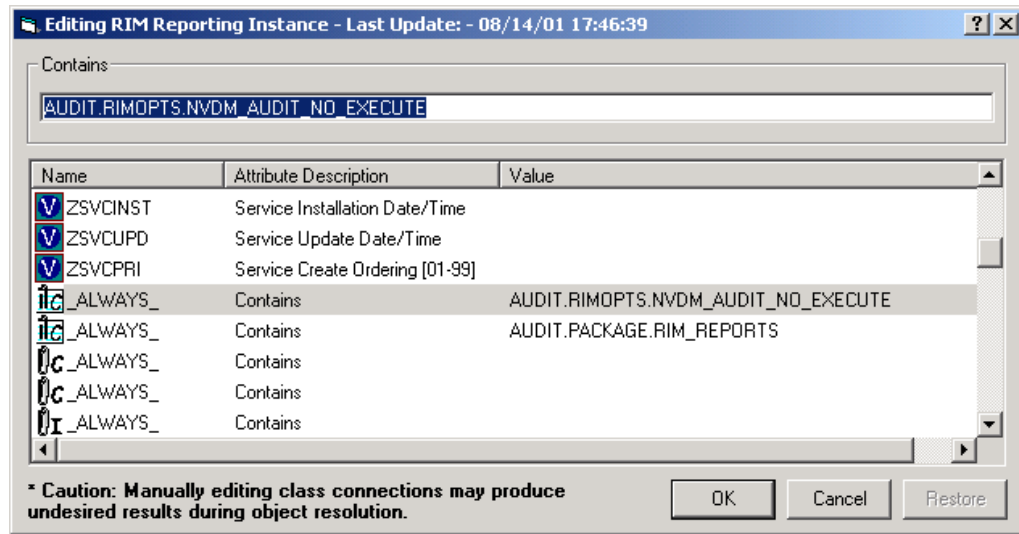 Editing RIM Reporting Instance - Last Update: - 08/14/01 17:46:39
Contains
AUDIT.RIMOPTS.NVDM_AUDIT_NO_EXECUTE
Name Attribute Description Value
V ZSVCINST Service Installation Date/Time
V ZSVCUPD Service Update Date/Time
V ZSVCPRI Service Create Ordering [01-99]
C _ALWAYS_ Contains AUDIT.RIMOPTS.NVDM_AUDIT_NO_EXECUTE
C _ALWAYS_ Contains AUDIT.PACKAGE.RIM_REPORTS
C _ALWAYS_ Contains
C _ALWAYS_ Contains
I _ALWAYS_ Contains
* Caution: Manually editing class connections may produce
undesired results during object resolution.
OK Cancel Restore